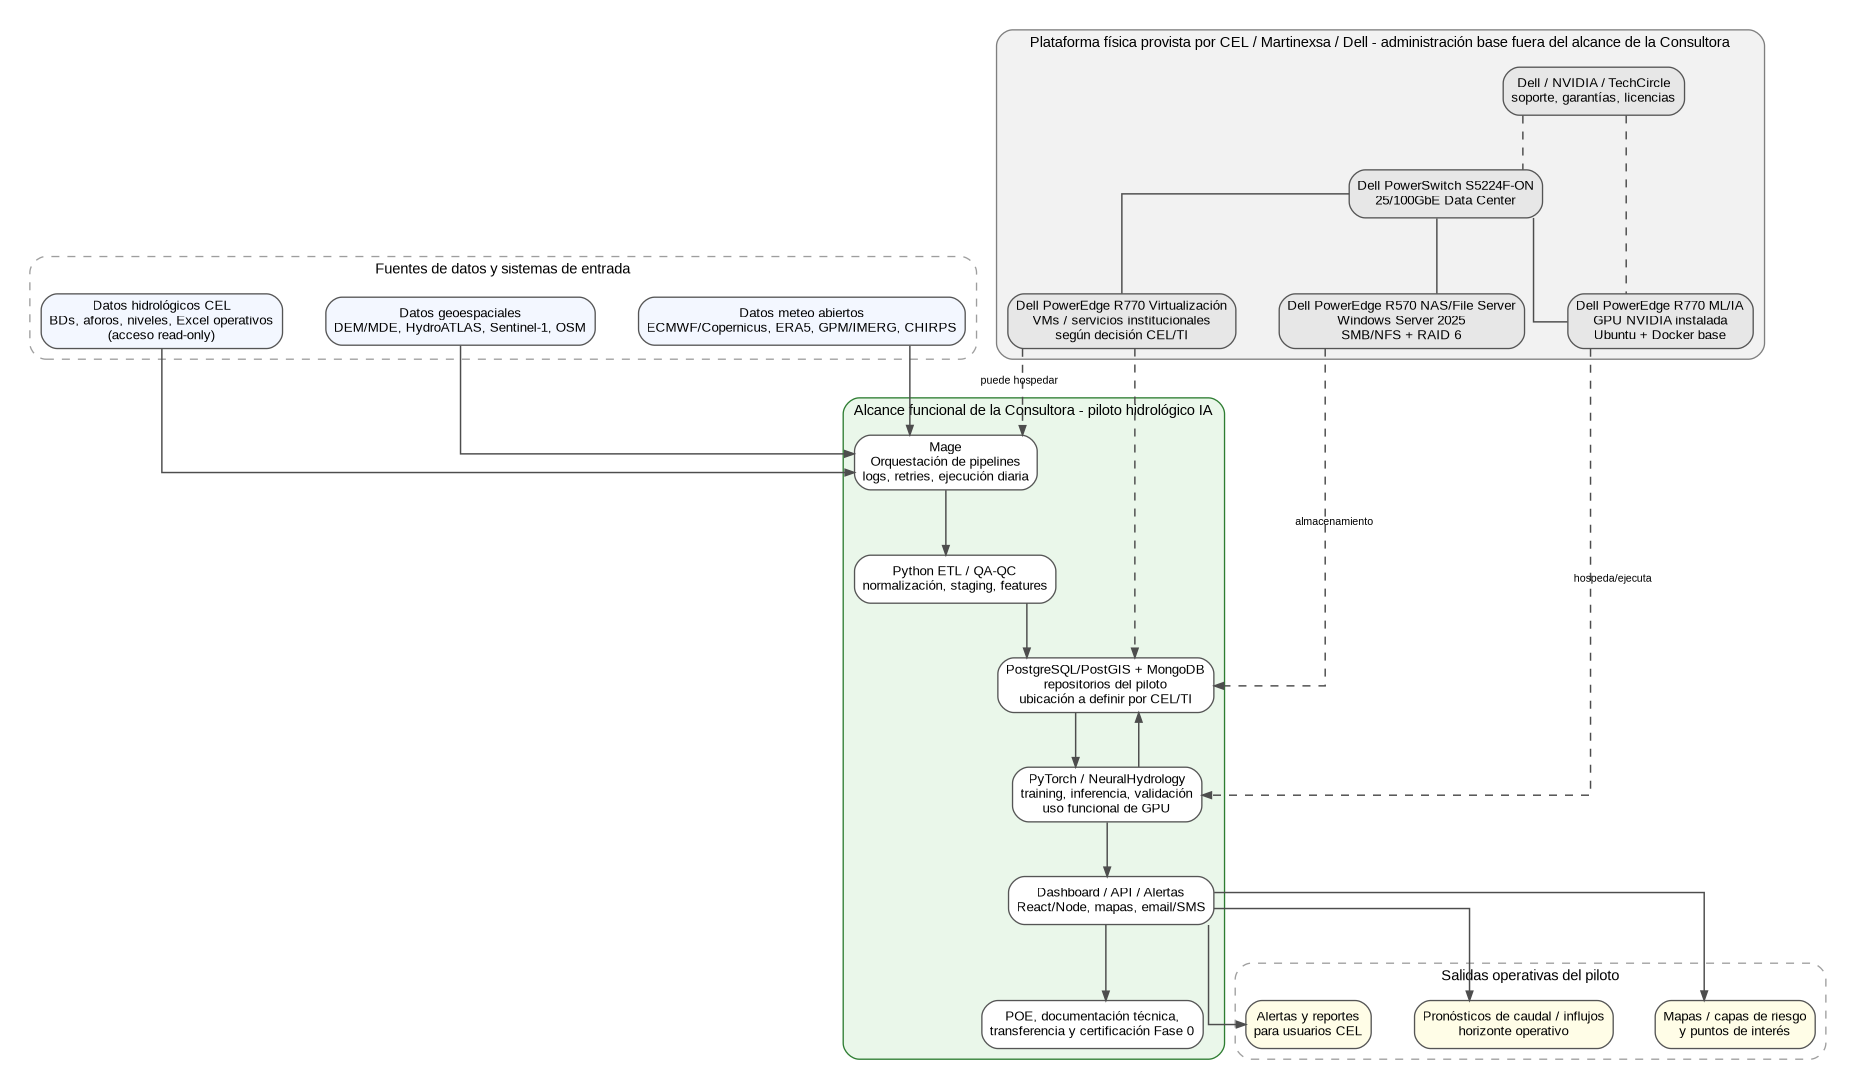 Plataforma física provista por CEL / Martinexsa / Dell - administración base fuera del alcance de la Consultora
Dell / NVIDIA / TechCircle
soporte, garantías, licencias
Dell PowerSwitch S5224F-ON
25/100GbE Data Center
Dell PowerEdge R770 Virtualización
VMs / servicios institucionales
según decisión CEL/TI
Dell PowerEdge R570 NAS/File Server
Windows Server 2025
SMB/NFS + RAID 6
Dell PowerEdge R770 ML/IA
GPU NVIDIA instalada
Ubuntu + Docker base
Fuentes de datos y sistemas de entrada
Datos hidrológicos CEL
BDs, aforos, niveles, Excel operativos
(acceso read-only)
Datos geoespaciales
DEM/MDE, HydroATLAS, Sentinel-1, OSM
Datos meteo abiertos
ECMWF/Copernicus, ERA5, GPM/IMERG, CHIRPS
puede hospedar
Alcance funcional de la Consultora - piloto hidrológico IA
Mage
Orquestación de pipelines
logs, retries, ejecución diaria
almacenamiento
Python ETL / QA-QC
normalización, staging, features
hospeda/ejecuta
PostgreSQL/PostGIS + MongoDB
repositorios del piloto
ubicación a definir por CEL/TI
PyTorch / NeuralHydrology
training, inferencia, validación
uso funcional de GPU
Dashboard / API / Alertas
React/Node, mapas, email/SMS
POE, documentación técnica,
transferencia y certificación Fase 0
Salidas operativas del piloto
Alertas y reportes
para usuarios CEL
Pronósticos de caudal / influjos
horizonte operativo
Mapas / capas de riesgo
y puntos de interés